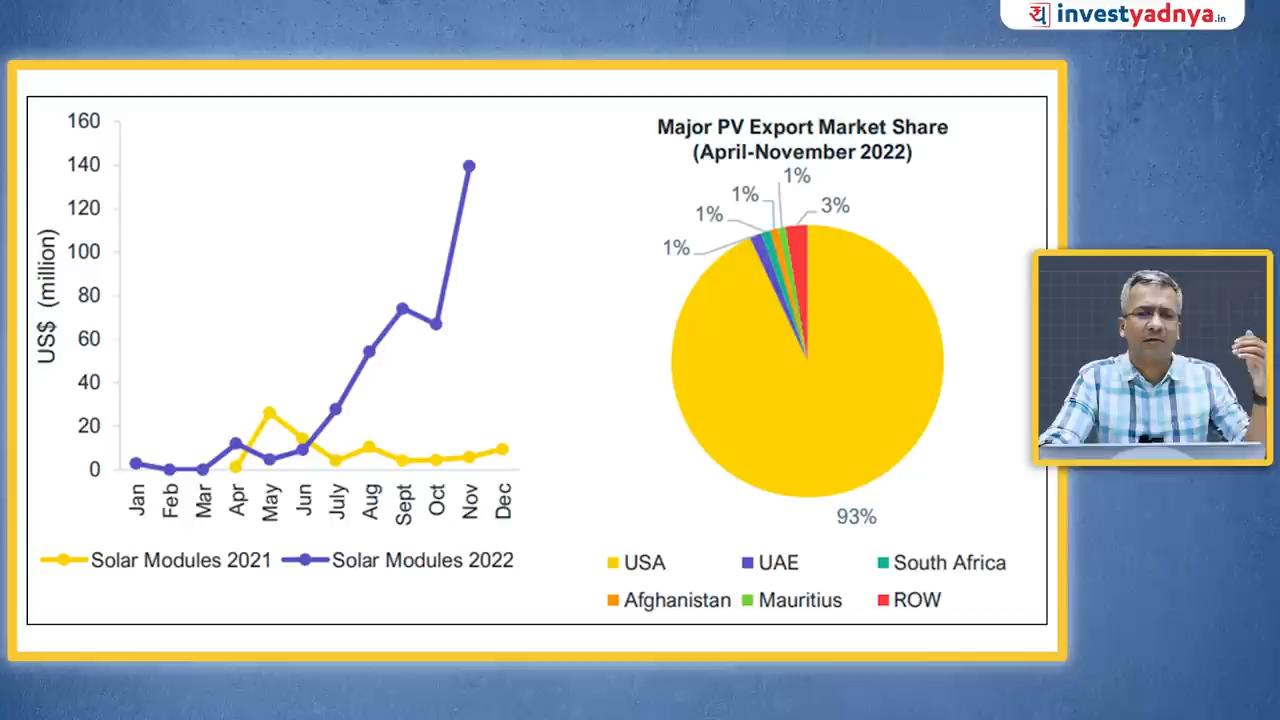 य investyadnya.in
160
140
120
100
80
60
40
20
0
US$ (million)
Jan
Feb
Mar
Apr
May
Jun
July
Aug
Sept
Oct
Nov
Dec
Solar Modules 2021
Solar Modules 2022
Major PV Export Market Share
(April-November 2022)
1%
1%
1%
1%
3%
93%
USA
UAE
South Africa
Afghanistan
Mauritius
ROW